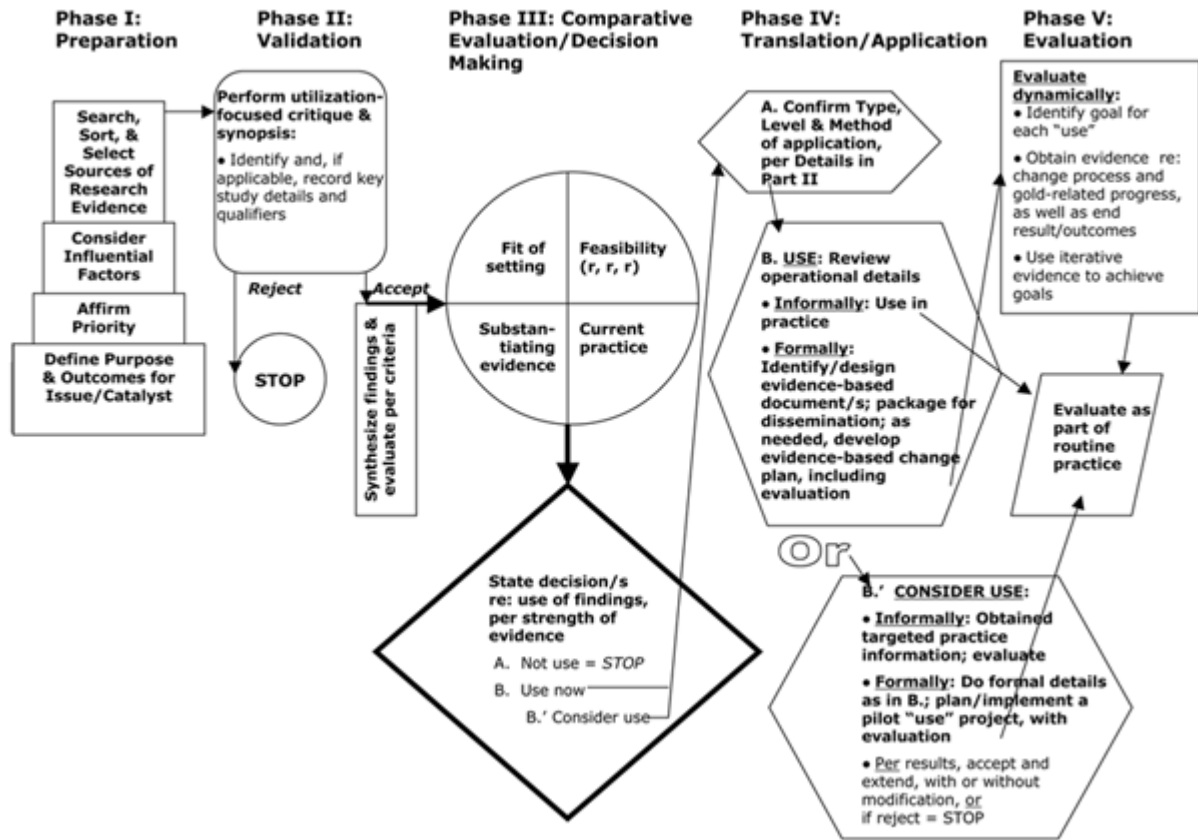 Phase I:
Preparation
Phase II:
Validation
Phase III: Comparative
Evaluation/Decision
Making
Phase IV:
Translation/Application
Phase V:
Evaluation
Search,
Sort, &
Select
Sources of
Research
Evidence
Consider
Influential
Factors
Affirm
Priority
Define Purpose
& Outcomes for
Issue/Catalyst
Perform utilization-
focused critique &
synopsis:
● Identify and, if
applicable, record key
study details and
qualifiers
Reject
Accept
STOP
Synthesize findings &
evaluate per criteria
Fit of
setting
Feasibility
(r, r, r)
Substan-
tiating
evidence
Current
practice
State decision/s
re: use of findings,
per strength of
evidence
A. Not use = STOP
B. Use now
B.’ Consider use
A. Confirm Type,
Level & Method
of application,
per Details in
Part II
B. USE: Review
operational details
● Informally: Use in
practice
● Formally:
Identify/design
evidence-based
document/s; package for
dissemination; as
needed, develop
evidence-based change
plan, including
evaluation
Or
B.’ CONSIDER USE:
● Informally: Obtained
targeted practice
information; evaluate
● Formally: Do formal details
as in B.; plan/implement a
pilot “use” project, with
evaluation
● Per results, accept and
extend, with or without
modification, or
if reject = STOP
Evaluate
dynamically:
● Identify goal for
each “use”
● Obtain evidence re:
change process and
gold-related progress,
as well as end
result/outcomes
● Use iterative
evidence to achieve
goals
Evaluate as
part of
routine
practice